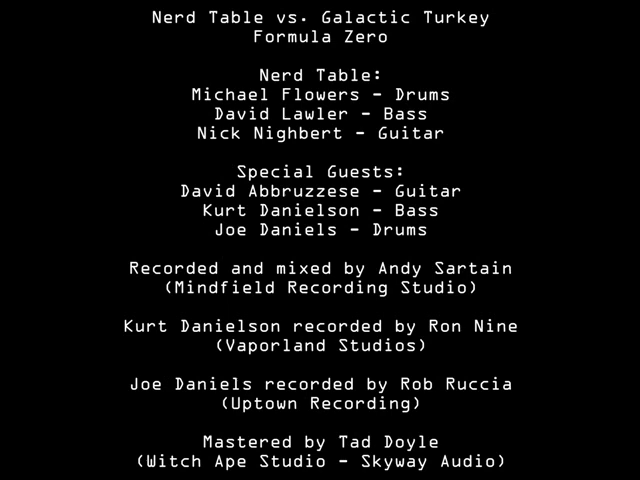 Nerd Table vs. Galactic Turkey
Formula Zero
Nerd Table:
Michael Flowers - Drums
David Lawler - Bass
Nick Nighbert - Guitar
Special Guests:
David Abbruzzese - Guitar
Kurt Danielson - Bass
Joe Daniels - Drums
Recorded and mixed by Andy Sartain
(Mindfield Recording Studio)
Kurt Danielson recorded by Ron Nine
(Vaporland Studios)
Joe Daniels recorded by Rob Ruccia
(Uptown Recording)
Mastered by Tad Doyle
(Witch Ape Studio - Skyway Audio)